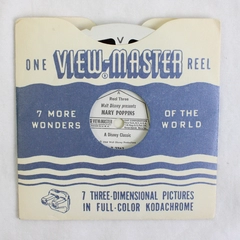 V
ONE VIEW-MASTER REEL
Reel Three
Walt Disney presents
MARY POPPINS
7 MORE
WONDERS
OF THE
WORLD
A Disney Classic
7 THREE-DIMENSIONAL PICTURES
IN FULL-COLOR KODACHROME